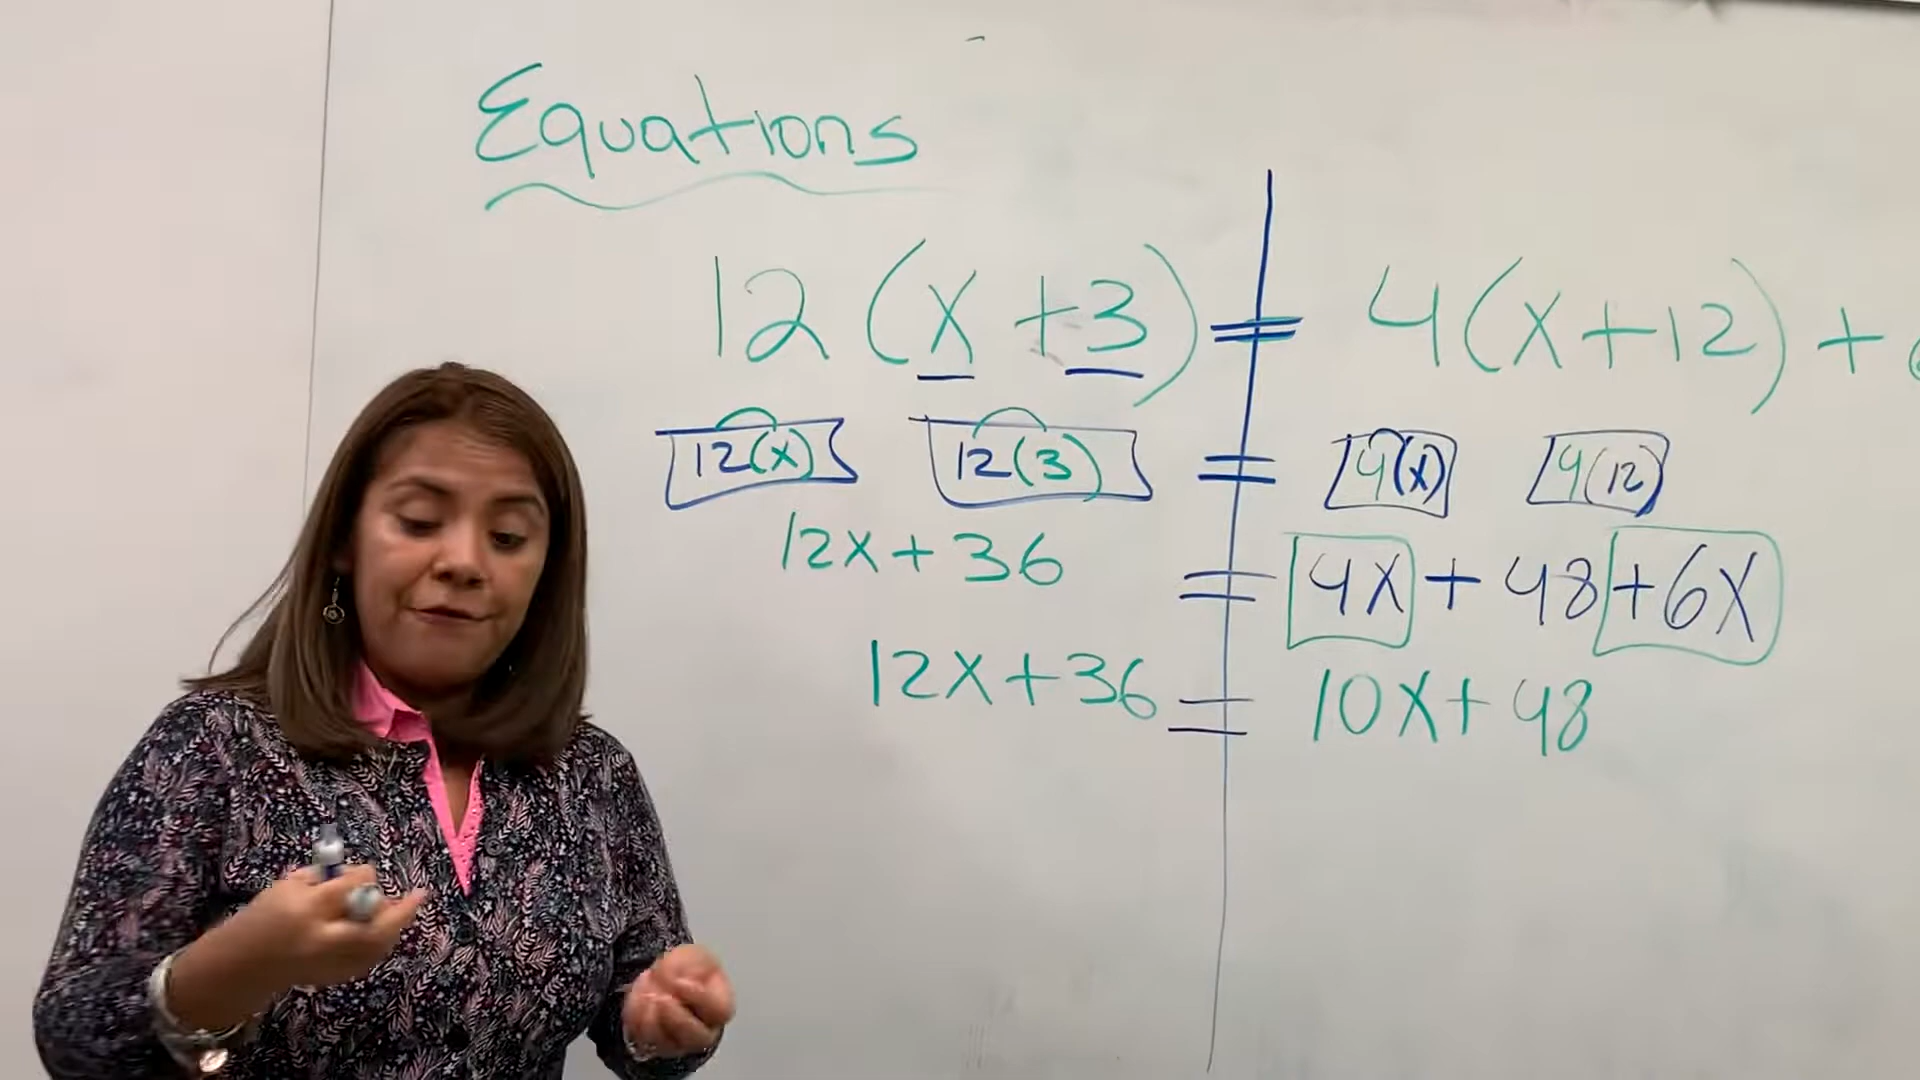 Equations
12(x+3) = 4(x+12) +
12(x) 12(3) = 4(x) 4(12)
12x+36 = 4x + 48 +6x
12x+36 = 10x+48